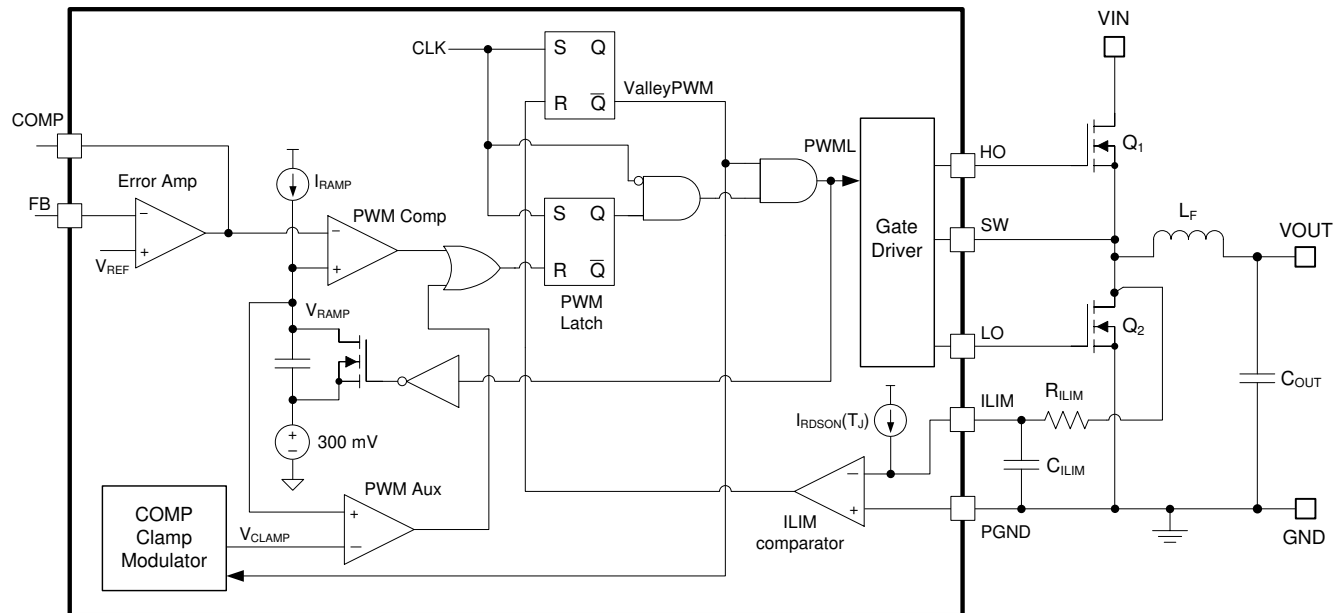 VIN
CLK
S Q
R Q̅
ValleyPWM
COMP
PWML
HO
Q1
Error Amp
IRAMP
FB
PWM Comp
S Q
R Q̅
Gate
Driver
SW
LF
VOUT
VREF
− +
− +
PWM
Latch
VRAMP
LO
Q2
COUT
ILIM
RILIM
IRDSON(TJ)
+ −
300 mV
CILIM
PWM Aux
+ −
− +
COMP
Clamp
Modulator
VCLAMP
ILIM
comparator
PGND
GND